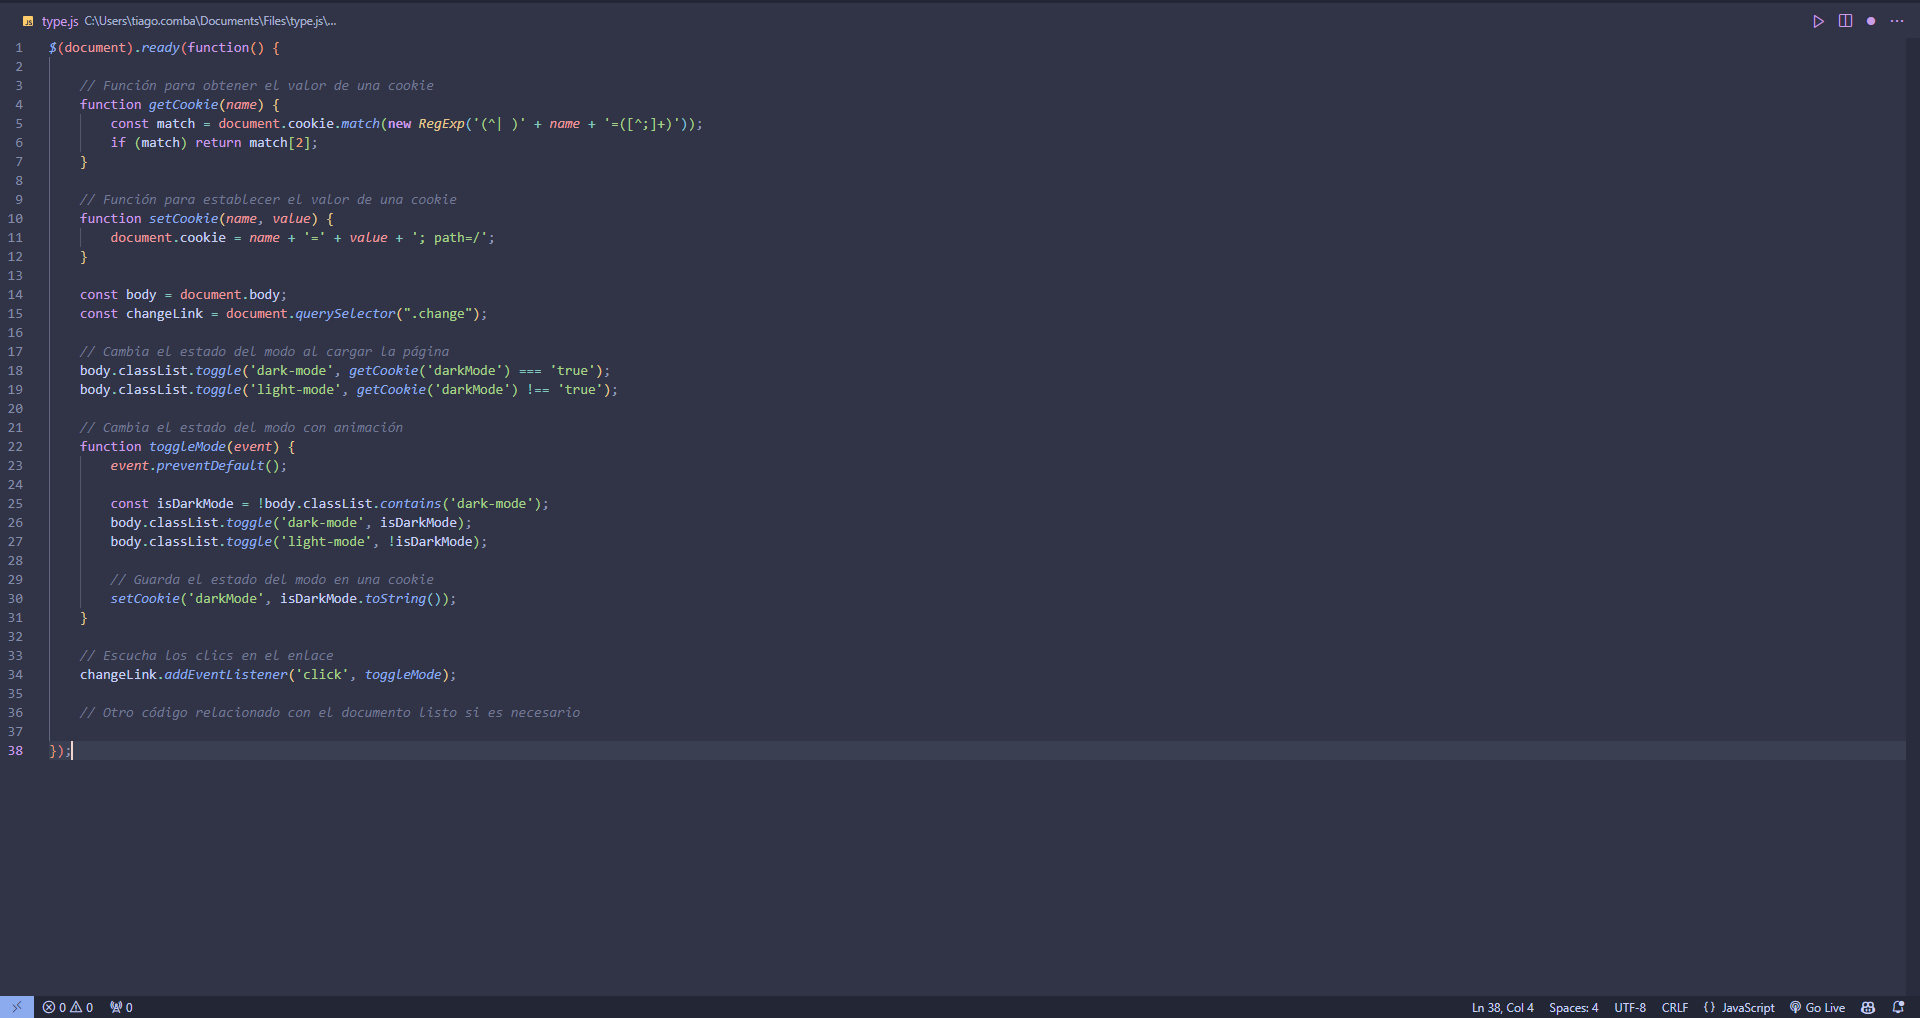 type.js C:\Users\tiago.comba\Documents\Files\type.js\...
1 $(document).ready(function() {
2
3     // Función para obtener el valor de una cookie
4     function getCookie(name) {
5         const match = document.cookie.match(new RegExp('(^| )' + name + '=([^;]+)'));
6         if (match) return match[2];
7     }
8
9     // Función para establecer el valor de una cookie
10     function setCookie(name, value) {
11         document.cookie = name + '=' + value + '; path=/';
12     }
13
14     const body = document.body;
15     const changeLink = document.querySelector(".change");
16
17     // Cambia el estado del modo al cargar la página
18     body.classList.toggle('dark-mode', getCookie('darkMode') === 'true');
19     body.classList.toggle('light-mode', getCookie('darkMode') !== 'true');
20
21     // Cambia el estado del modo con animación
22     function toggleMode(event) {
23         event.preventDefault();
24
25         const isDarkMode = !body.classList.contains('dark-mode');
26         body.classList.toggle('dark-mode', isDarkMode);
27         body.classList.toggle('light-mode', !isDarkMode);
28
29         // Guarda el estado del modo en una cookie
30         setCookie('darkMode', isDarkMode.toString());
31     }
32
33     // Escucha los clics en el enlace
34     changeLink.addEventListener('click', toggleMode);
35
36     // Otro código relacionado con el documento listo si es necesario
37
38 });
0 0 0 Ln 38, Col 4 Spaces: 4 UTF-8 CRLF {} JavaScript Go Live